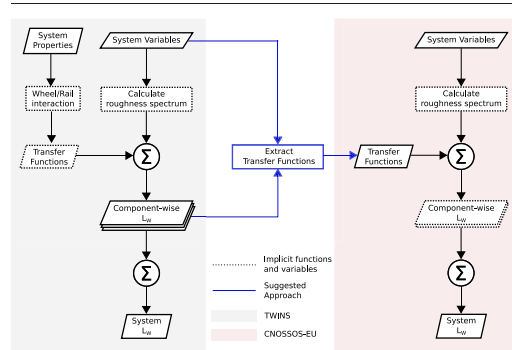 System
Properties
System Variables
Wheel/Rail
interaction
Calculate
roughness spectrum
Transfer
Functions
Σ
Component-wise
LW
Σ
System
LW
Extract
Transfer Functions
Implicit functions
and variables
Suggested
Approach
TWINS
CNOSSOS-EU
System Variables
Calculate
roughness spectrum
Transfer
Functions
Σ
Component-wise
LW
Σ
System
LW